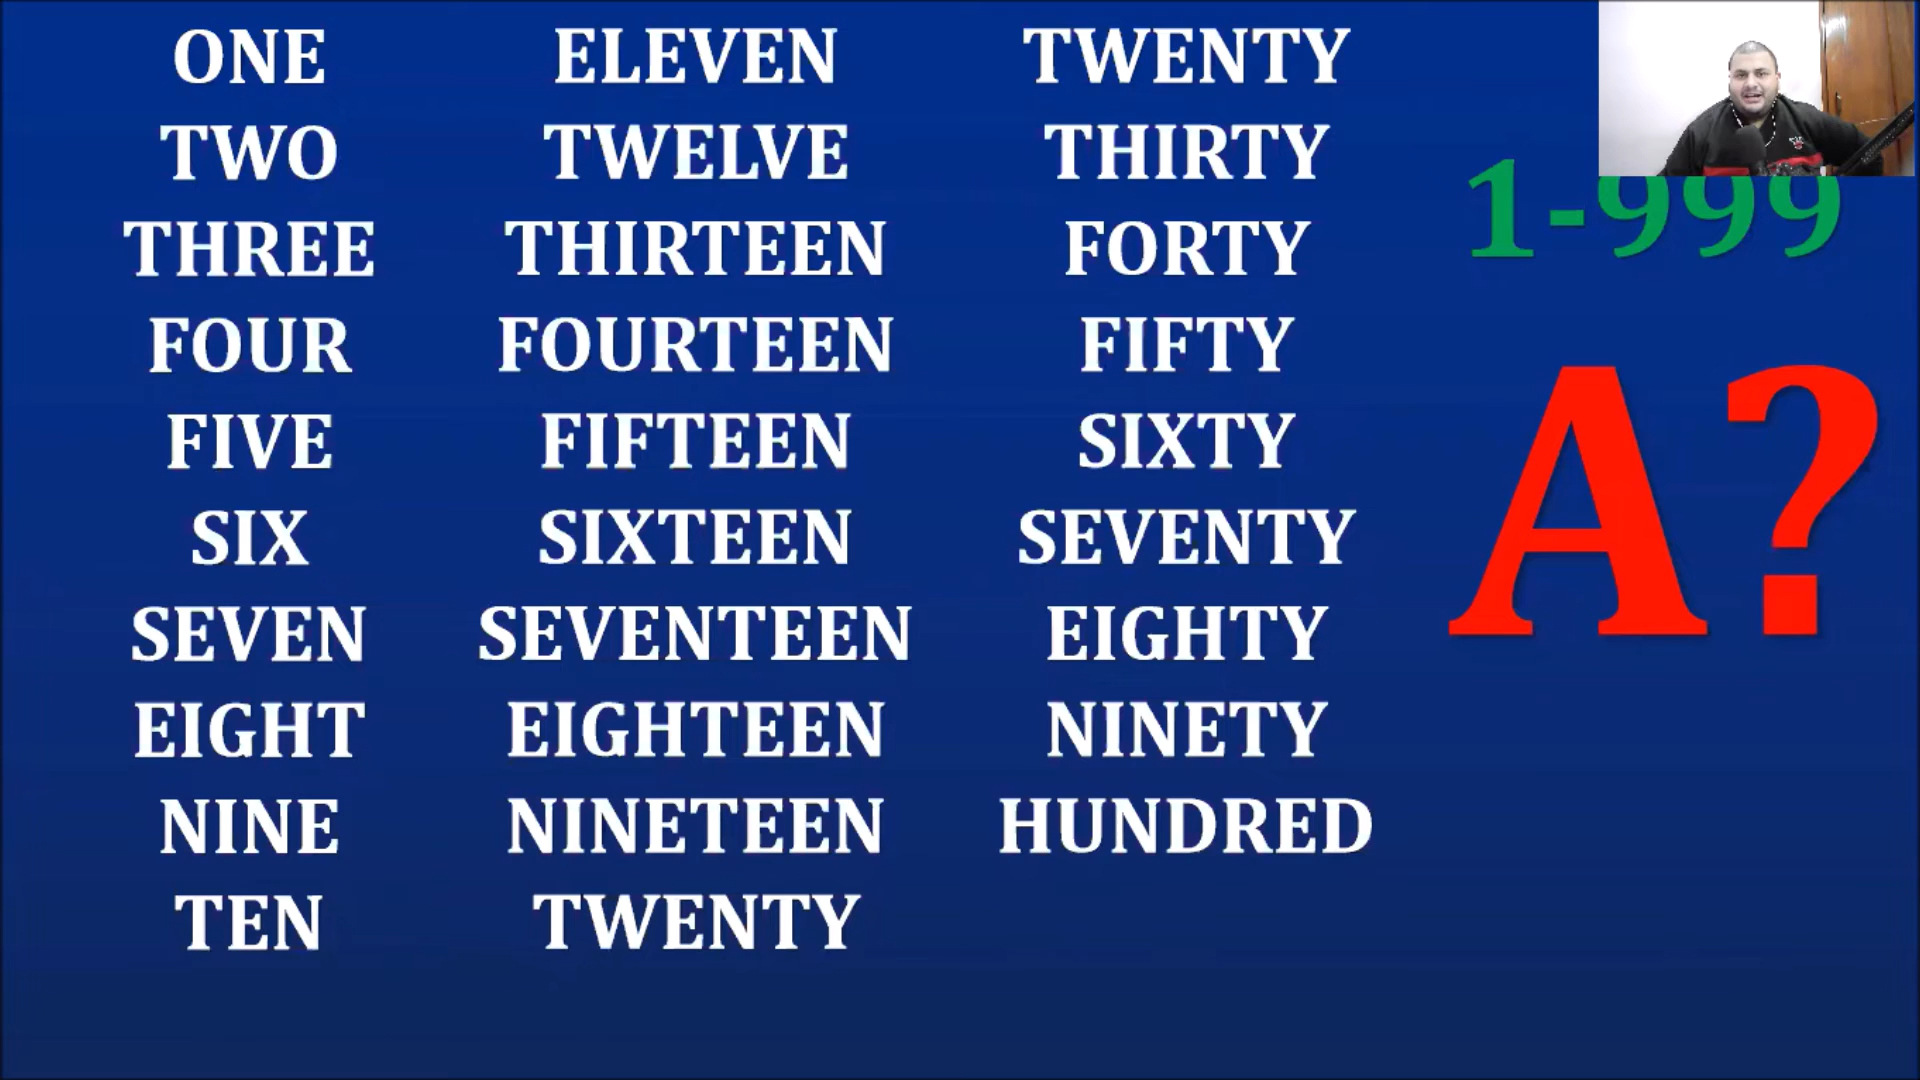 ONE
TWO
THREE
FOUR
FIVE
SIX
SEVEN
EIGHT
NINE
TEN
ELEVEN
TWELVE
THIRTEEN
FOURTEEN
FIFTEEN
SIXTEEN
SEVENTEEN
EIGHTEEN
NINETEEN
TWENTY
TWENTY
THIRTY
FORTY
FIFTY
SIXTY
SEVENTY
EIGHTY
NINETY
HUNDRED
1-999
A?